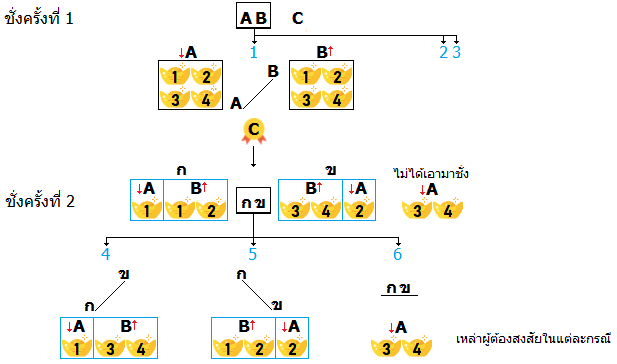 ชั่งครั้งที่ 1 A B C
1 2 3
↓A B↑
1 2 B 1 2
3 4 A 3 4
C
ก ข ไม่ได้เอามาชั่ง
↓A B↑ B↑ ↓A ↓A
ชั่งครั้งที่ 2 1 1 2 ก ข 3 4 2 3 4
4 5 6
ข ก
ก ข ก ข
↓A B↑ B↑ ↓A ↓A
1 3 4 1 2 2 3 4 เหล่าผู้ต้องสงสัยในแต่ละกรณี